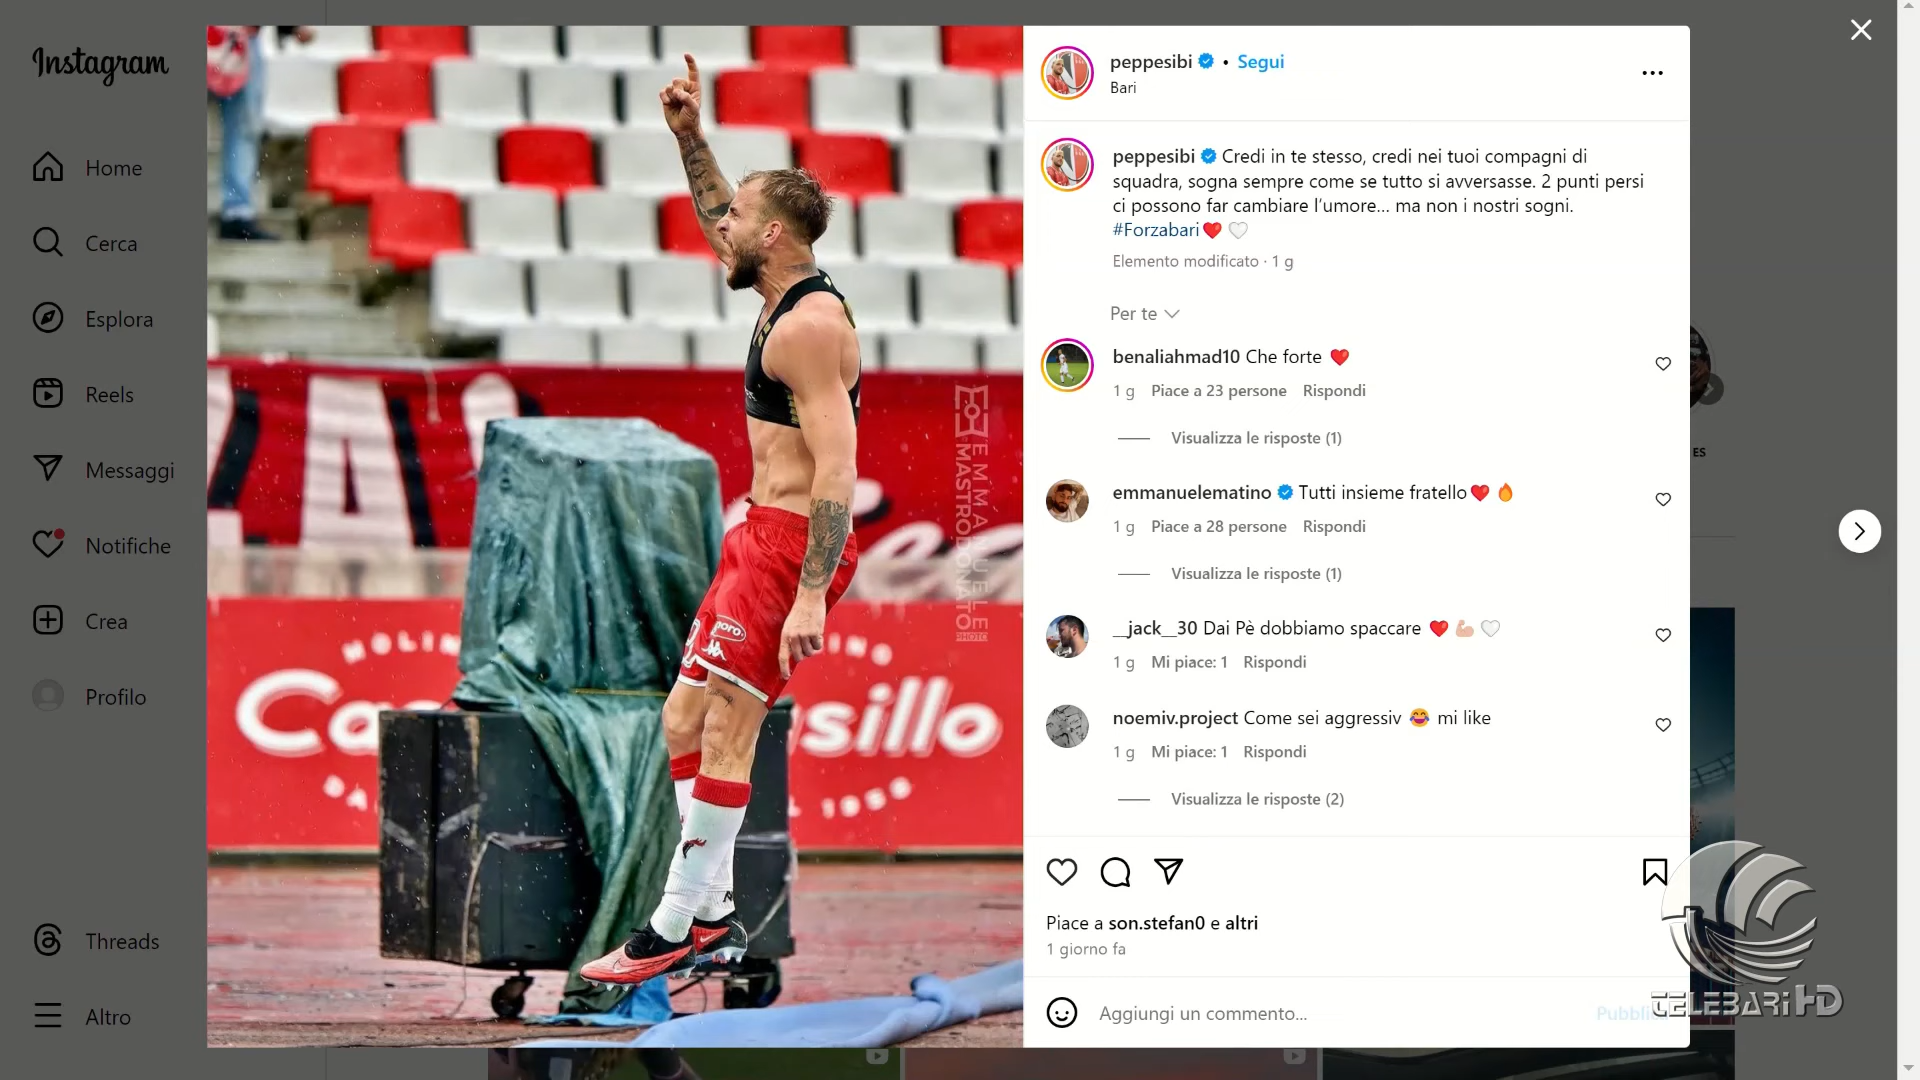 Instagram
Home
Cerca
Esplora
Reels
Messaggi
Notifiche
Crea
Profilo
Threads
Altro
EMMANUELE
MASTRODONATO
PHOTO
MOLINO
Casillo
poro
peppesibi • Segui
Bari
peppesibi Credi in te stesso, credi nei tuoi compagni di
squadra, sogna sempre come se tutto si avversasse. 2 punti persi
ci possono far cambiare l’umore... ma non i nostri sogni.
#Forzabari❤️🤍
Elemento modificato · 1 g
Per te
benaliahmad10 Che forte ❤️
1 g Piace a 23 persone Rispondi
Visualizza le risposte (1)
emmanuelematino Tutti insieme fratello❤️🔥
1 g Piace a 28 persone Rispondi
Visualizza le risposte (1)
__jack__30 Dai Pè dobbiamo spaccare ❤️💪🏼🤍
1 g Mi piace: 1 Rispondi
noemiv.project Come sei aggressiv 😂 mi like
1 g Mi piace: 1 Rispondi
Visualizza le risposte (2)
Piace a son.stefan0 e altri
1 giorno fa
Aggiungi un commento...
Pubbli
ES
TELEBARI HD